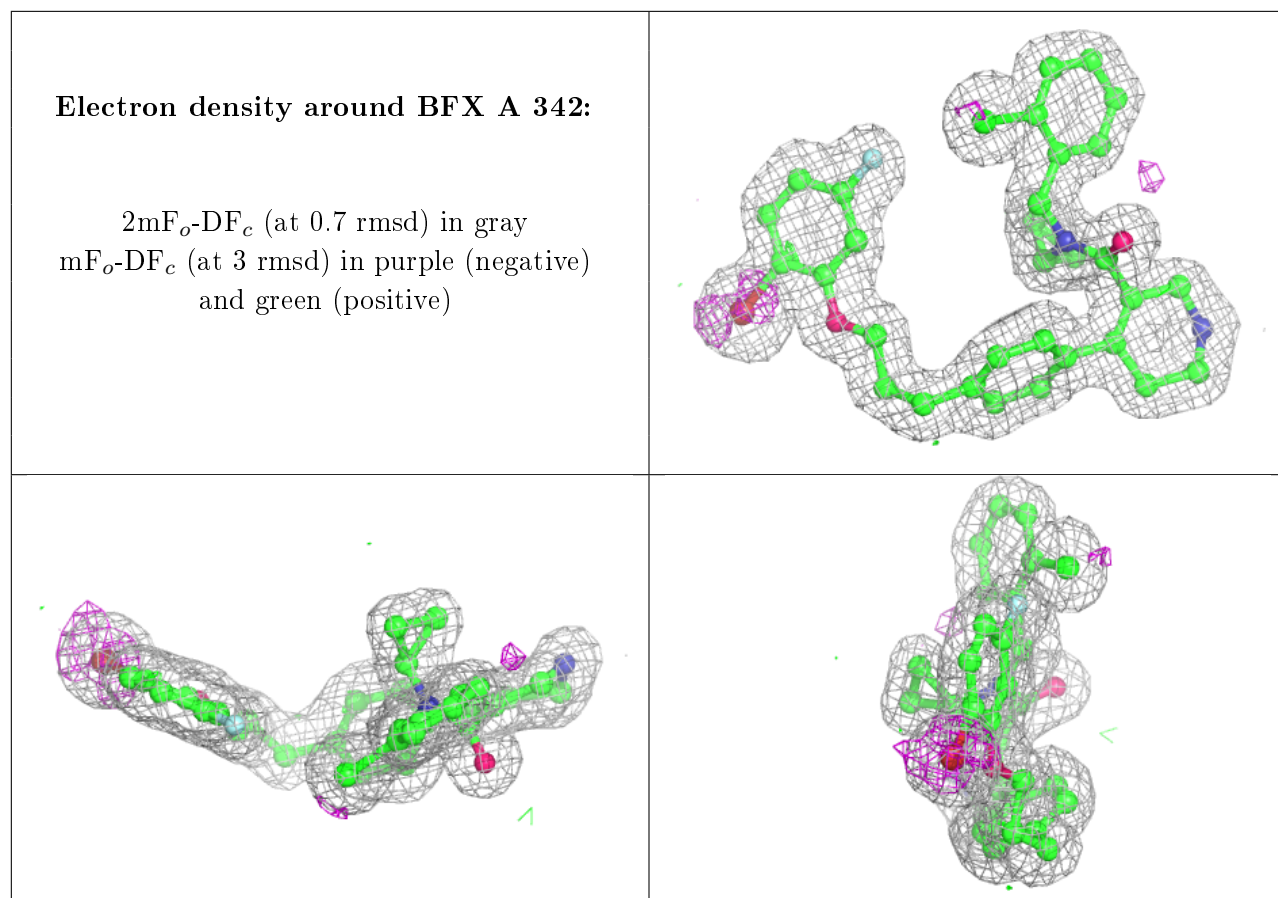 Electron density around BFX A 342:
2mFo-DFc (at 0.7 rmsd) in gray
mFo-DFc (at 3 rmsd) in purple (negative)
and green (positive)